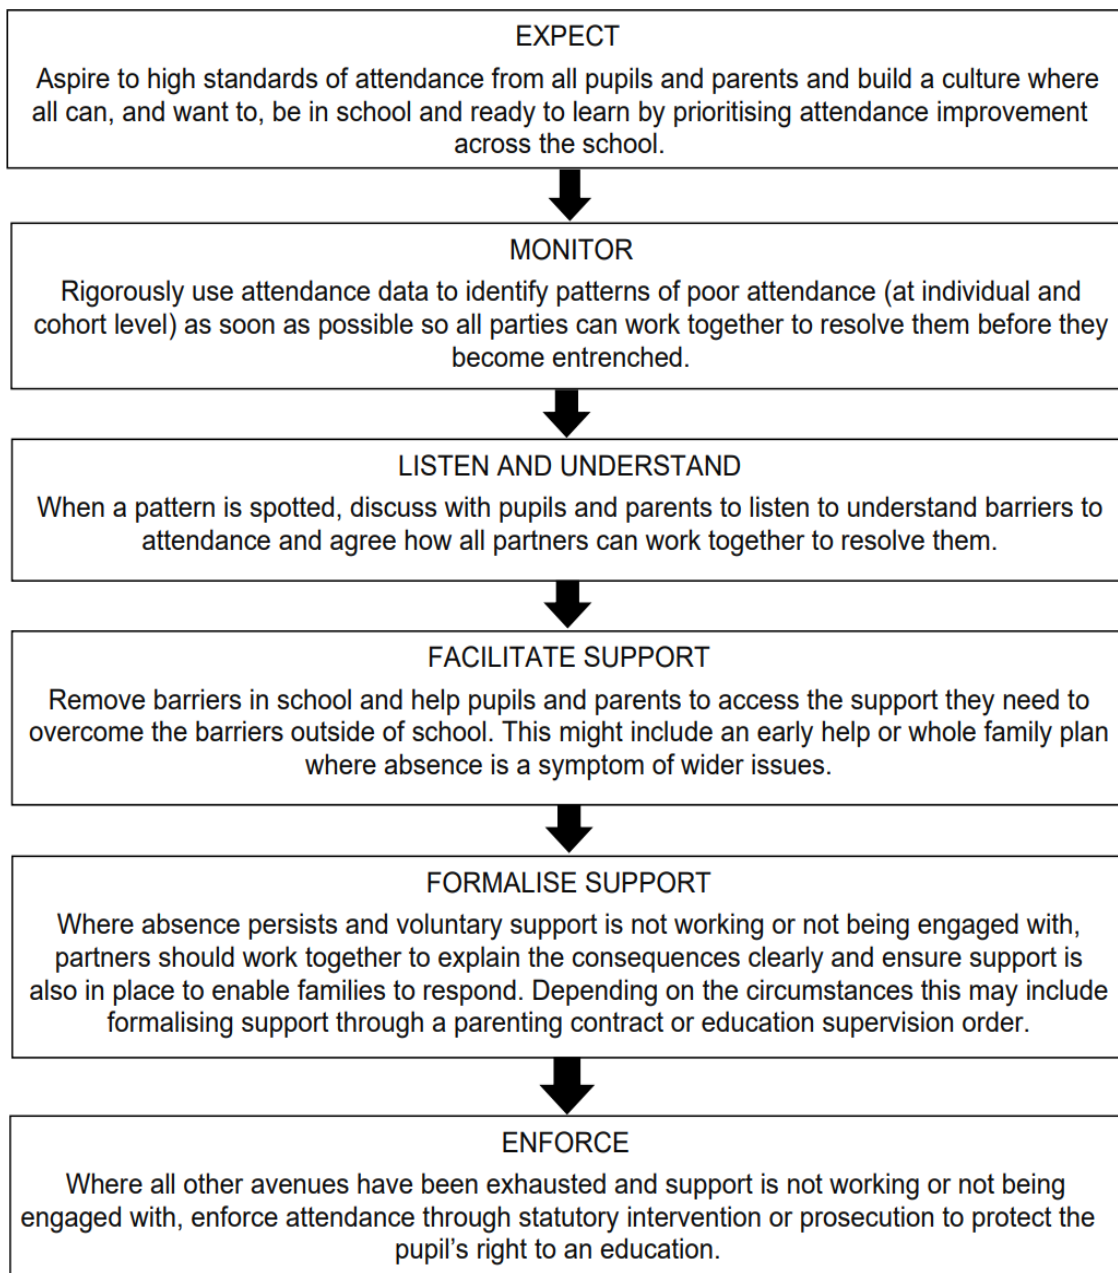 EXPECT
Aspire to high standards of attendance from all pupils and parents and build a culture where
all can, and want to, be in school and ready to learn by prioritising attendance improvement
across the school.
MONITOR
Rigorously use attendance data to identify patterns of poor attendance (at individual and
cohort level) as soon as possible so all parties can work together to resolve them before they
become entrenched.
LISTEN AND UNDERSTAND
When a pattern is spotted, discuss with pupils and parents to listen to understand barriers to
attendance and agree how all partners can work together to resolve them.
FACILITATE SUPPORT
Remove barriers in school and help pupils and parents to access the support they need to
overcome the barriers outside of school. This might include an early help or whole family plan
where absence is a symptom of wider issues.
FORMALISE SUPPORT
Where absence persists and voluntary support is not working or not being engaged with,
partners should work together to explain the consequences clearly and ensure support is
also in place to enable families to respond. Depending on the circumstances this may include
formalising support through a parenting contract or education supervision order.
ENFORCE
Where all other avenues have been exhausted and support is not working or not being
engaged with, enforce attendance through statutory intervention or prosecution to protect the
pupil's right to an education.